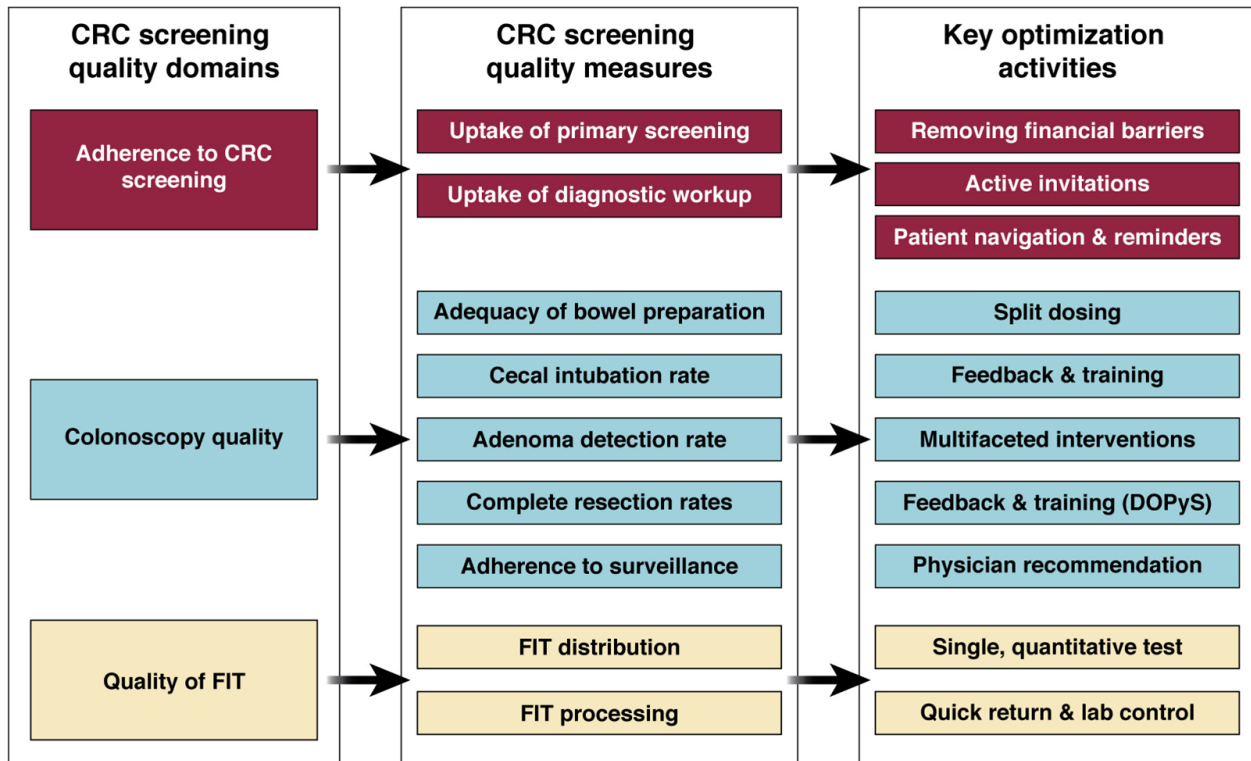 CRC screening
quality domains
Adherence to CRC
screening
Colonoscopy quality
Quality of FIT
CRC screening
quality measures
Uptake of primary screening
Uptake of diagnostic workup
Adequacy of bowel preparation
Cecal intubation rate
Adenoma detection rate
Complete resection rates
Adherence to surveillance
FIT distribution
FIT processing
Key optimization
activities
Removing financial barriers
Active invitations
Patient navigation & reminders
Split dosing
Feedback & training
Multifaceted interventions
Feedback & training (DOPyS)
Physician recommendation
Single, quantitative test
Quick return & lab control